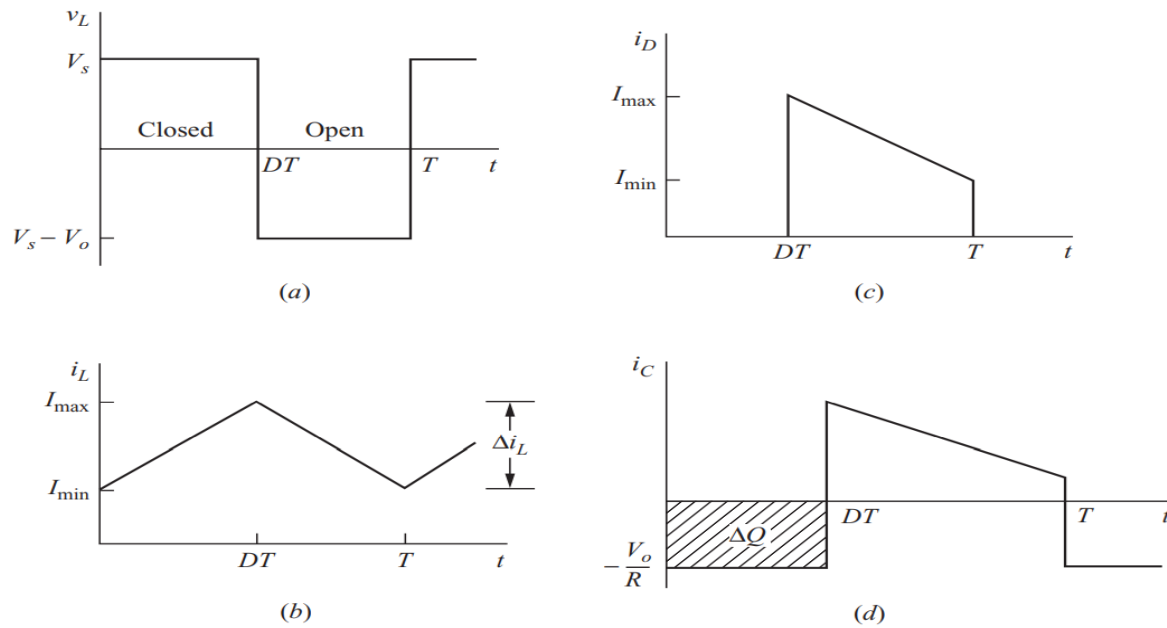 v_L
V_s
Closed
Open
DT
T
t
V_s − V_o
(a)
i_D
I_max
I_min
DT
T
t
(c)
i_L
I_max
Δi_L
I_min
DT
T
t
(b)
i_C
DT
T
t
ΔQ
− V_o
R
(d)